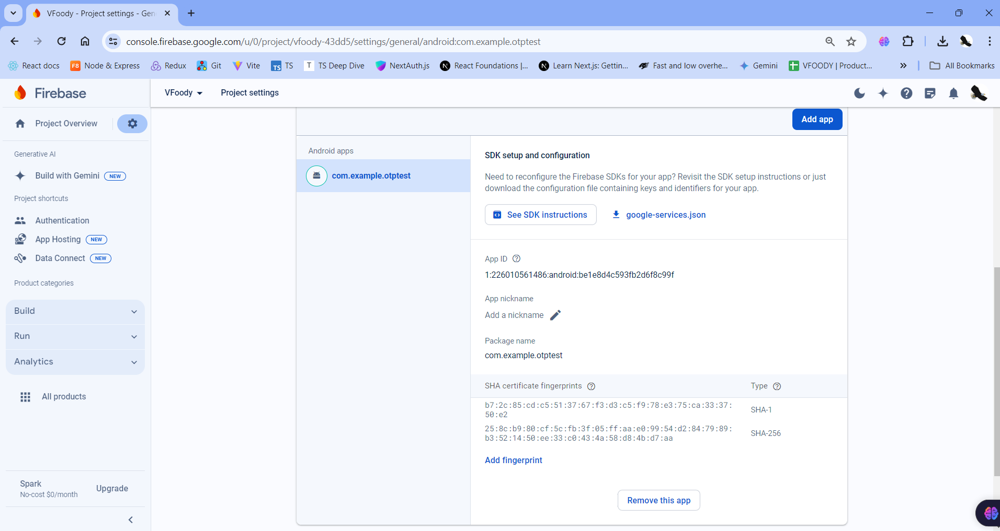 VFoody - Project settings - Gen
console.firebase.google.com/u/0/project/vfoody-43dd5/settings/general/android:com.example.otptest
React docs
F8 Node & Express
Redux
Git
Vite
TS TS
T TS Deep Dive
NextAuth.js
N React Foundations |...
N Learn Next.js: Gettin...
Fast and low overhe...
Gemini
VFOODY | Product...
All Bookmarks
Firebase
VFoody
Project settings
Project Overview
Add app
Generative AI
Build with Gemini NEW
Project shortcuts
Authentication
App Hosting NEW
Data Connect NEW
Product categories
Build
Run
Analytics
All products
Spark
No-cost $0/month
Upgrade
Android apps
com.example.otptest
SDK setup and configuration
Need to reconfigure the Firebase SDKs for your app? Revisit the SDK setup instructions or just
download the configuration file containing keys and identifiers for your app.
See SDK instructions
google-services.json
App ID
1:226010561486:android:be1e8d4c593fb2d6f8c99f
App nickname
Add a nickname
Package name
com.example.otptest
SHA certificate fingerprints
Type
b7:2c:85:cd:c5:51:37:67:f3:d3:c5:f9:78:e3:75:ca:33:37:
50:e2
SHA-1
25:8c:b9:80:cf:5c:fb:3f:05:ff:aa:e0:99:54:d2:84:79:89:
b3:52:14:50:ee:33:c0:43:4a:58:d8:4b:d7:aa
SHA-256
Add fingerprint
Remove this app